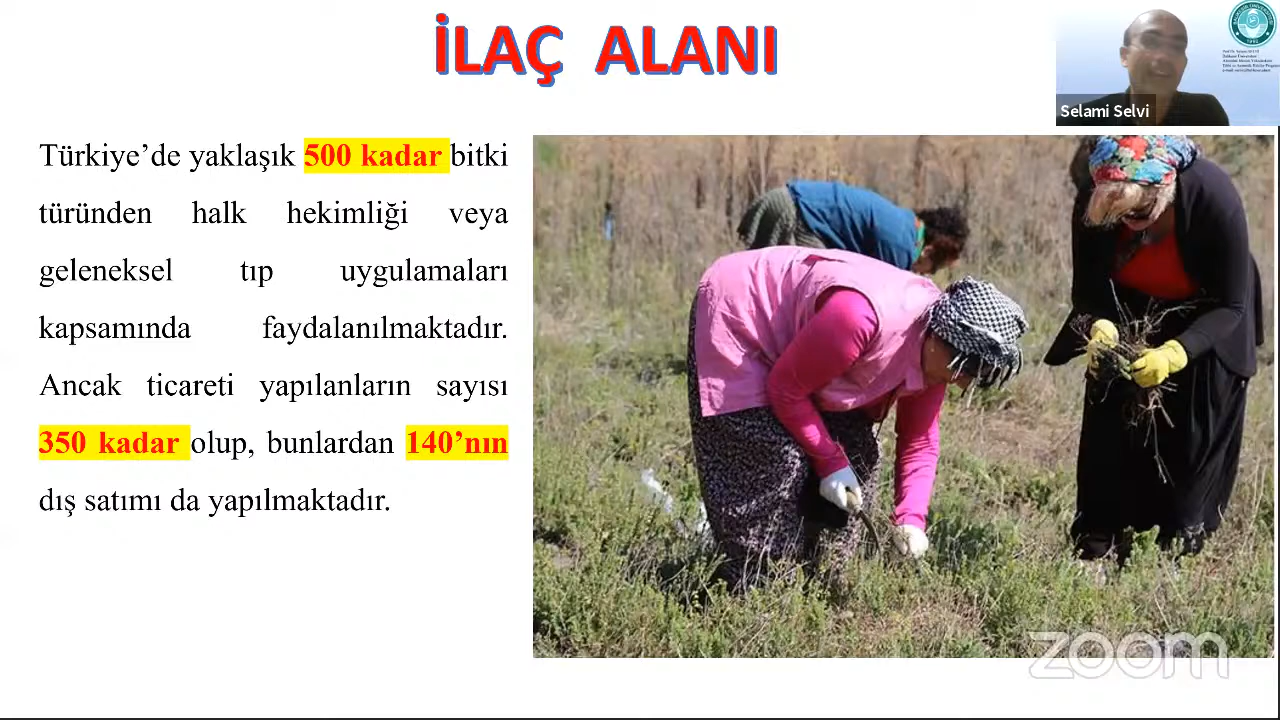 İLAÇ ALANI
Selami Selvi
Türkiye’de yaklaşık 500 kadar bitki
türünden halk hekimliği veya
geleneksel tıp uygulamaları
kapsamında faydalanılmaktadır.
Ancak ticareti yapılanların sayısı
350 kadar olup, bunlardan 140’nın
dış satımı da yapılmaktadır.
zoom